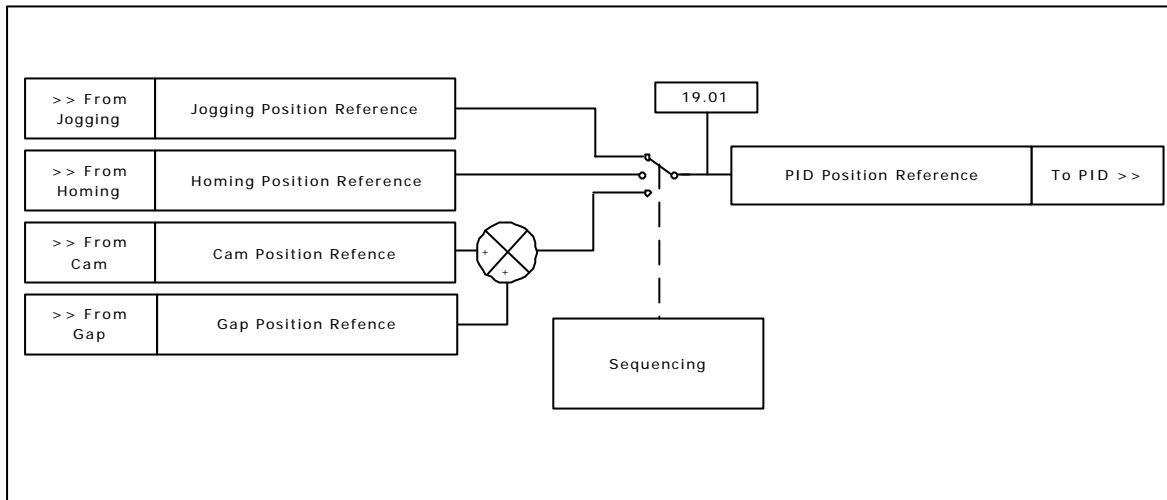 >> From
Jogging
Jogging Position Reference
19.01
>> From
Homing
Homing Position Reference
PID Position Reference
To PID >>
>> From
Cam
Cam Position Refence
+
+
>> From
Gap
Gap Position Refence
Sequencing